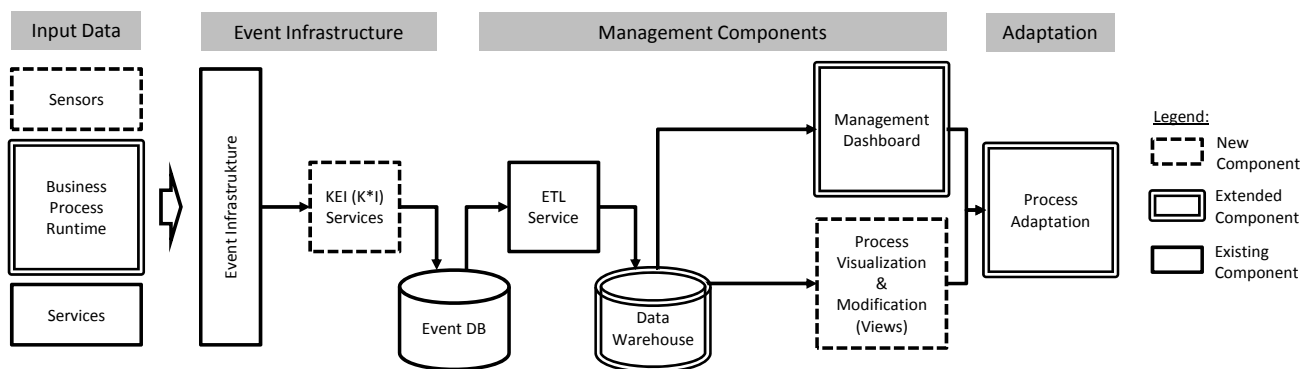 Input Data
Event Infrastructure
Management Components
Adaptation
Sensors
Business
Process
Runtime
Services
Event Infrastrukture
KEI (K*I)
Services
Event DB
ETL
Service
Data
Warehouse
Management
Dashboard
Process
Visualization
&
Modification
(Views)
Process
Adaptation
Legend:
New
Component
Extended
Component
Existing
Component